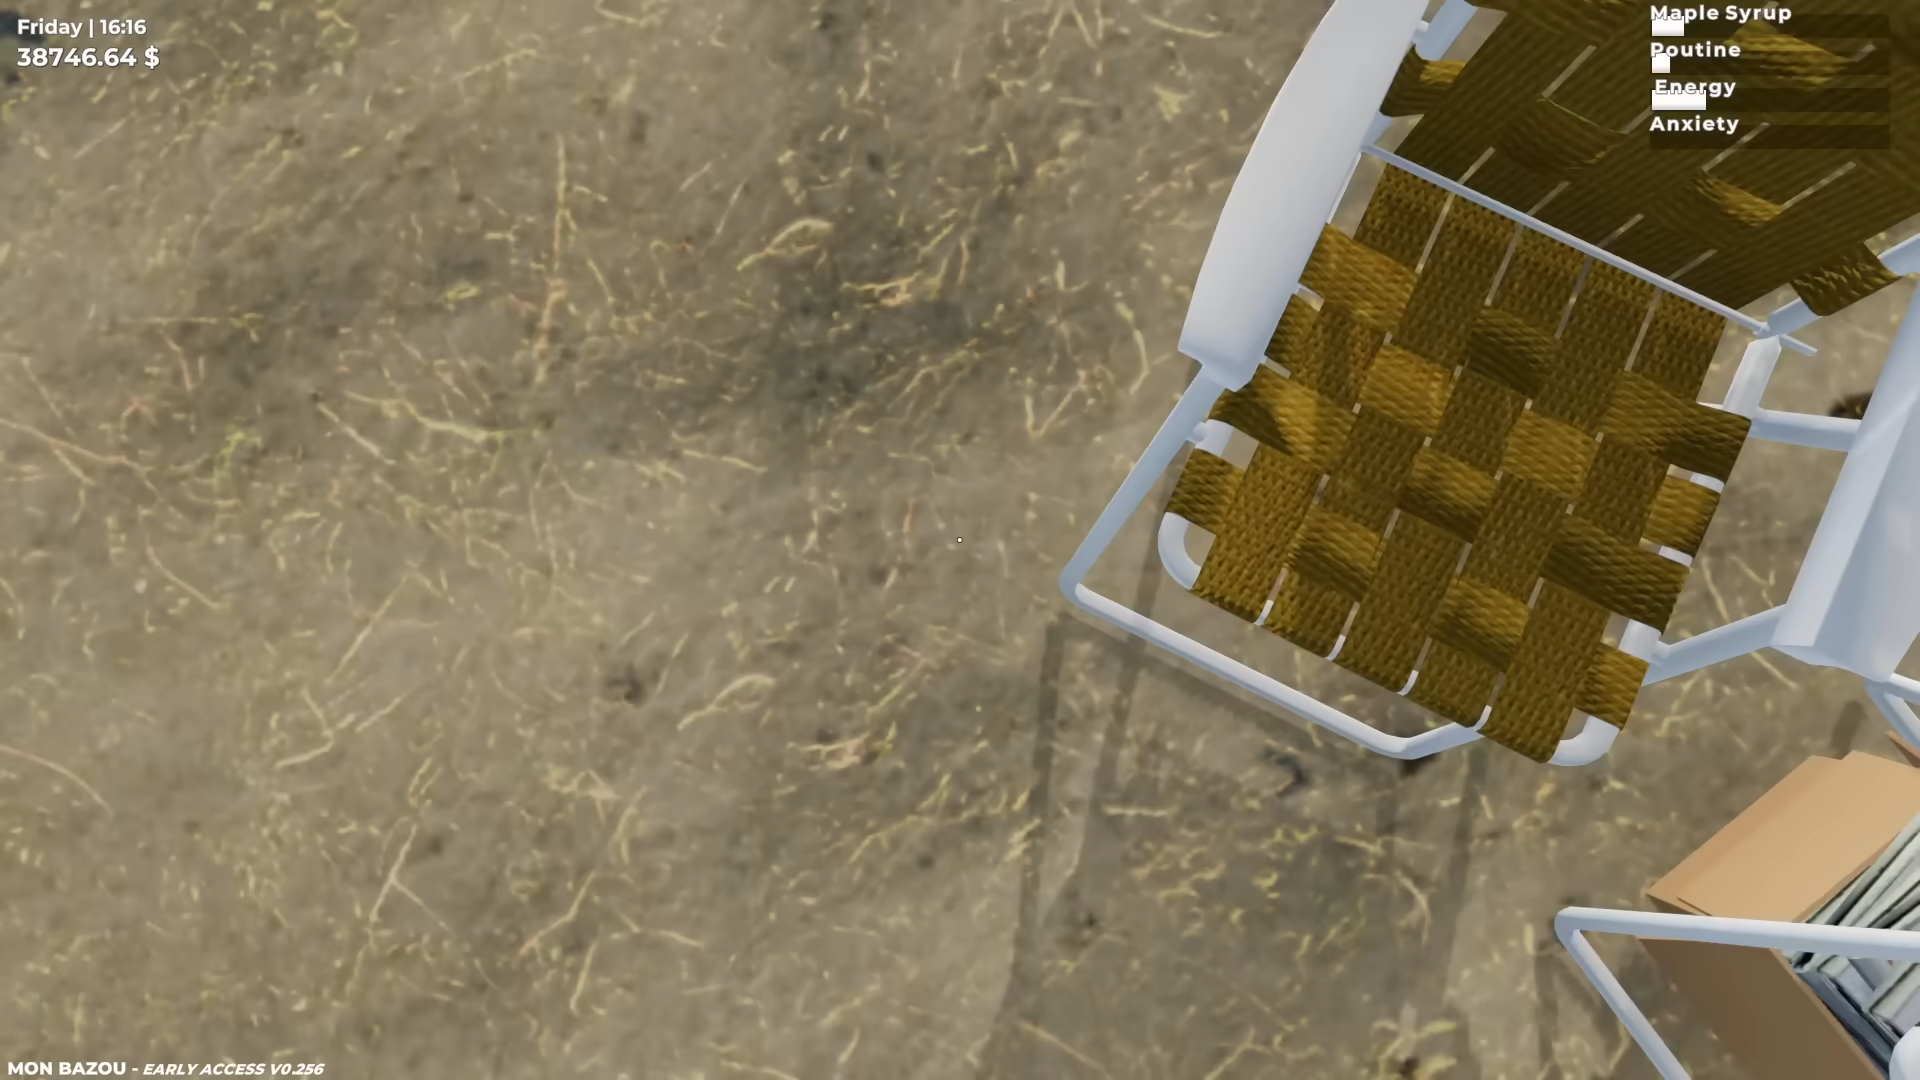 Friday | 16:16
38746.64 $
Maple Syrup
Poutine
Energy
Anxiety
MON BAZOU - EARLY ACCESS V0.256